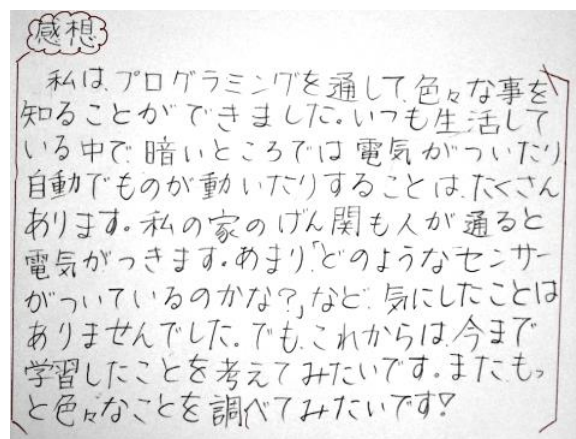 感想
私は、プログラミングを通して、色々な事を
知ることができました。いつも生活して
いる中で、暗いところでは電気がついたり
自動でものが動いたりすることは、たくさん
あります。私の家のげん関も人が通ると
電気がつきます。あまり、「どのようなセンサー
がついているのかな?」など、気にしたことは
ありませんでした。でも、これからは、今まで
学習したことを考えてみたいです。また、もっ
と色々なことを調べてみたいです!